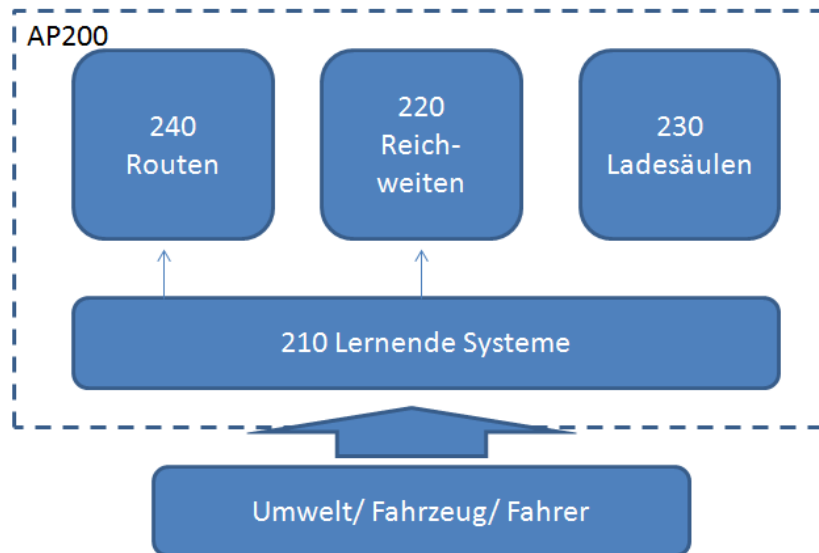 AP200
240
Routen
220
Reich-
weiten
230
Ladesäulen
210 Lernende Systeme
Umwelt/ Fahrzeug/ Fahrer